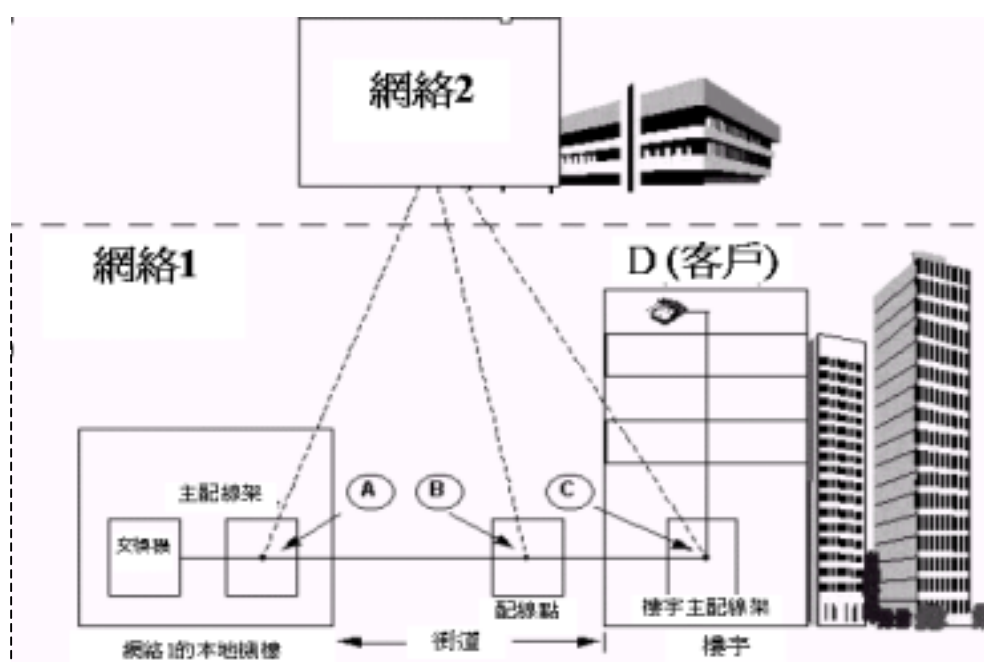 網絡2
網絡1
D (客戶)
主配線架
A
B
C
交換機
配線點
樓宇主配線架
網絡1的本地機樓
街道
樓宇